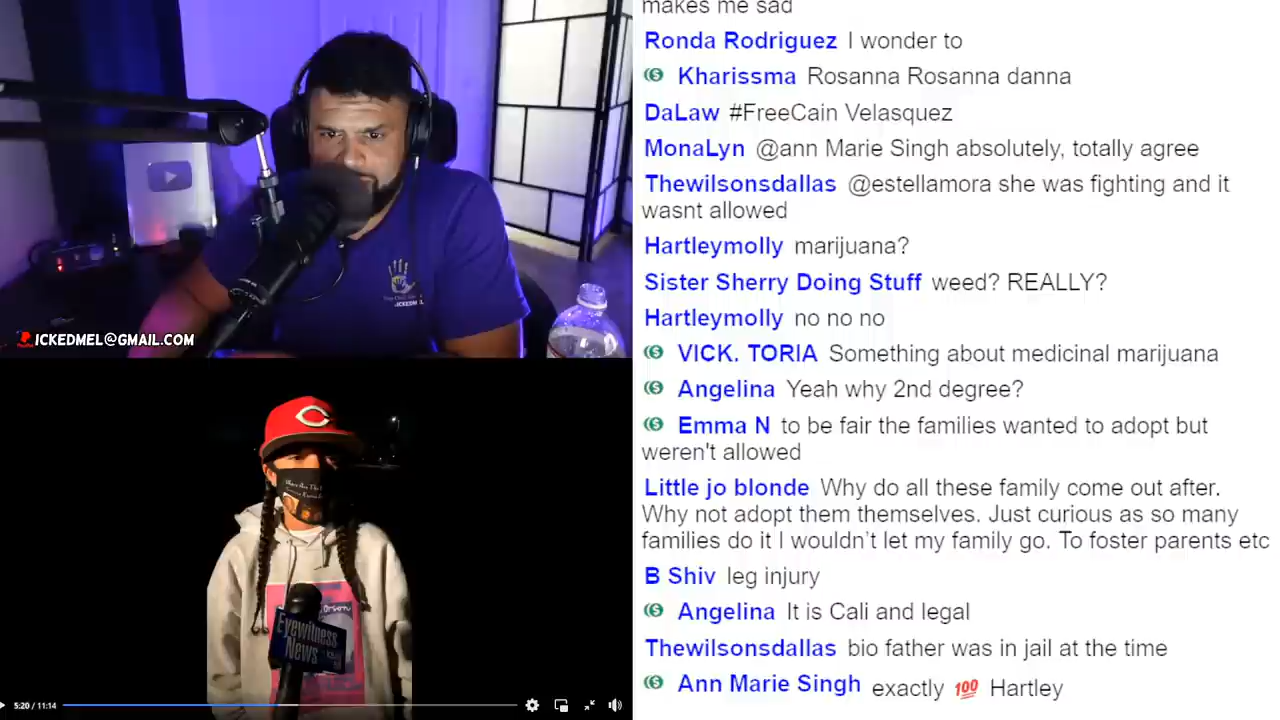 makes me sad
Ronda Rodriguez I wonder to
Kharissma Rosanna Rosanna danna
DaLaw #FreeCain Velasquez
MonaLyn @ann Marie Singh absolutely, totally agree
Thewilsonsdallas @estellamora she was fighting and it
wasnt allowed
Hartleymolly marijuana?
Sister Sherry Doing Stuff weed? REALLY?
Hartleymolly no no no
VICK. TORIA Something about medicinal marijuana
Angelina Yeah why 2nd degree?
Emma N to be fair the families wanted to adopt but
weren't allowed
Little jo blonde Why do all these family come out after.
Why not adopt them themselves. Just curious as so many
families do it I wouldn't let my family go. To foster parents etc
B Shiv leg injury
Angelina It is Cali and legal
Thewilsonsdallas bio father was in jail at the time
Ann Marie Singh exactly 💯 Hartley
ICKEDMEL@GMAIL.COM
ICKEDMEL
Eyewitness
News
5:20 / 11:14